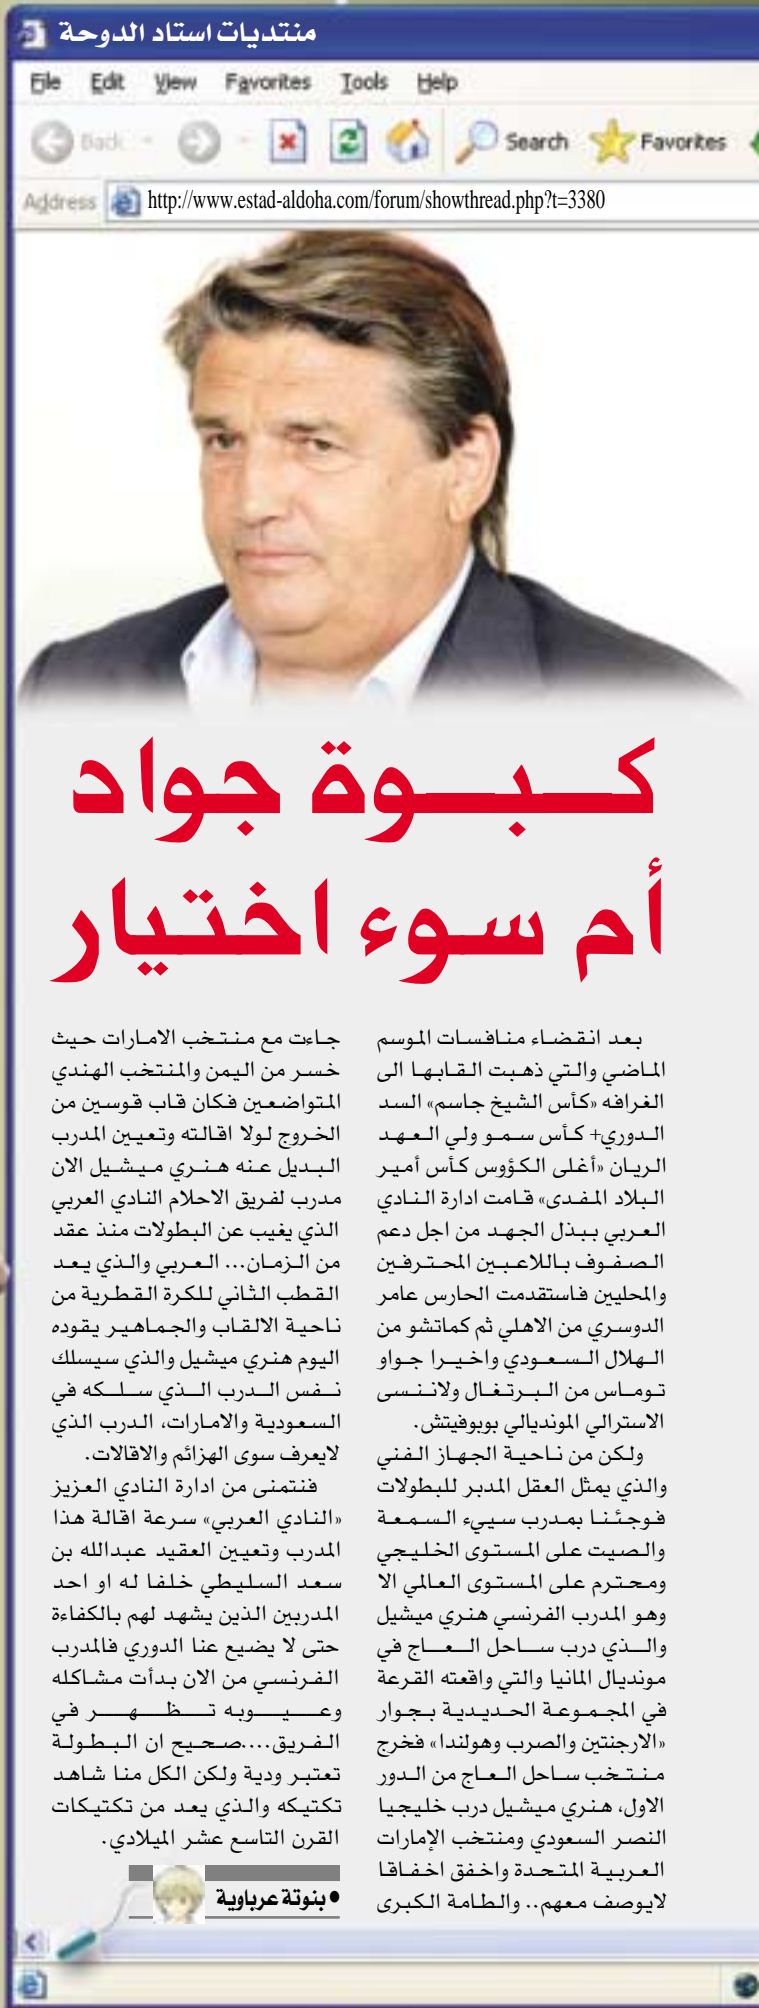 منتديات استاد الدوحة
File Edit View Favorites Tools Help
Back Search Favorites
Address http://www.estad-aldoha.com/forum/showthread.php?t=3380
كبوة جواد
أم سوء اختيار
بعد انقضاء منافسات الموسم
الماضي والتي ذهبت القابها الى
الغرافه «كأس الشيخ جاسم» السد
الدوري+ كأس سمو ولي العهد
الريان «أغلى الكؤوس كأس أمير
البلاد المفدى» قامت ادارة النادي
العربي ببذل الجهد من اجل دعم
الصفوف باللاعبين المحترفين
والمحليين فاستقدمت الحارس عامر
الدوسري من الاهلي ثم كماتشو من
الهلال السعودي واخيرا جواو
توماس من البرتغال ولاننسى
الاسترالي المونديالي بوبوفيتش.
ولكن من ناحية الجهاز الفني
والذي يمثل العقل المدبر للبطولات
فوجئنا بمدرب سييء السمعة
والصيت على المستوى الخليجي
ومحترم على المستوى العالمي الا
وهو المدرب الفرنسي هنري ميشيل
والذي درب ساحل العاج في
مونديال المانيا والتي واقعته القرعة
في المجموعة الحديدية بجوار
«الارجنتين والصرب وهولندا» فخرج
منتخب ساحل العاج من الدور
الاول، هنري ميشيل درب خليجيا
النصر السعودي ومنتخب الإمارات
العربية المتحدة واخفق اخفاقا
لايوصف معهم.. والطامة الكبرى
جاءت مع منتخب الامارات حيث
خسر من اليمن والمنتخب الهندي
المتواضعين فكان قاب قوسين من
الخروج لولا اقالته وتعيين المدرب
البديل عنه هنري ميشيل الان
مدرب لفريق الاحلام النادي العربي
الذي يغيب عن البطولات منذ عقد
من الزمان... العربي والذي يعد
القطب الثاني للكرة القطرية من
ناحية الالقاب والجماهير يقوده
اليوم هنري ميشيل والذي سيسلك
نفس الدرب الذي سلكه في
السعودية والامارات، الدرب الذي
لايعرف سوى الهزائم والاقالات.
فنتمنى من ادارة النادي العزيز
«النادي العربي» سرعة اقالة هذا
المدرب وتعيين العقيد عبدالله بن
سعد السليطي خلفا له او احد
المدربين الذين يشهد لهم بالكفاءة
حتى لا يضيع عنا الدوري فالمدرب
الفرنسي من الان بدأت مشاكله
وعيوبه تظهر في
الفريق....صحيح ان البطولة
تعتبر ودية ولكن الكل منا شاهد
تكتيكه والذي يعد من تكتيكات
القرن التاسع عشر الميلادي.
• بنوتة عرباوية